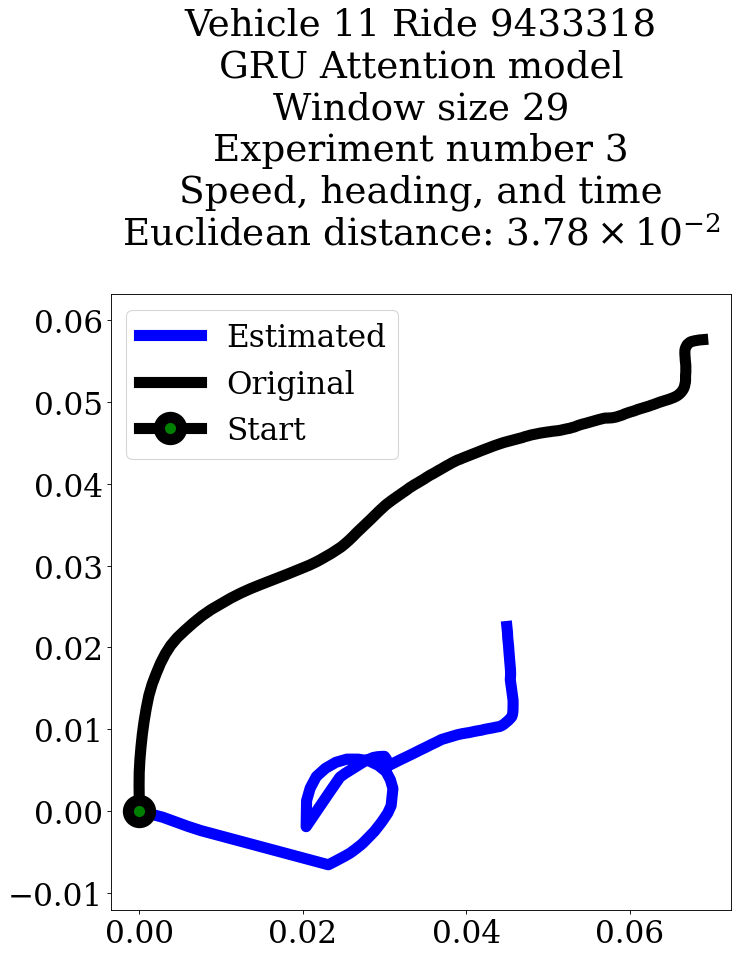 Vehicle 11 Ride 9433318
GRU Attention model
Window size 29
Experiment number 3
Speed, heading, and time
Euclidean distance: 3.78 × 10⁻²
Estimated
Original
Start
0.06
0.05
0.04
0.03
0.02
0.01
0.00
−0.01
0.00 0.02 0.04 0.06